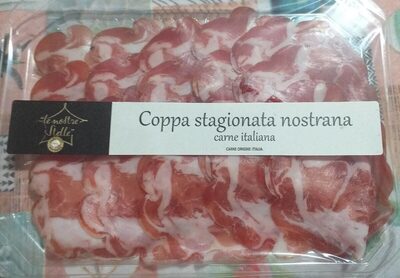 le nostre
Stelle
Coppa stagionata nostrana
carne italiana
CARNE ORIGINE: ITALIA